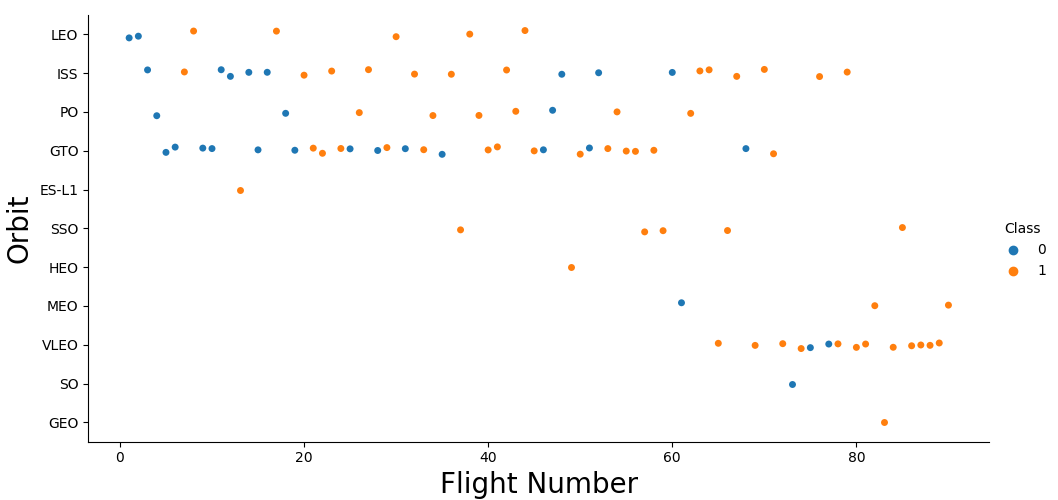 LEO
ISS
PO
GTO
ES-L1
SSO
HEO
MEO
VLEO
SO
GEO
Orbit
0 20 40 60 80
Flight Number
Class
0
1